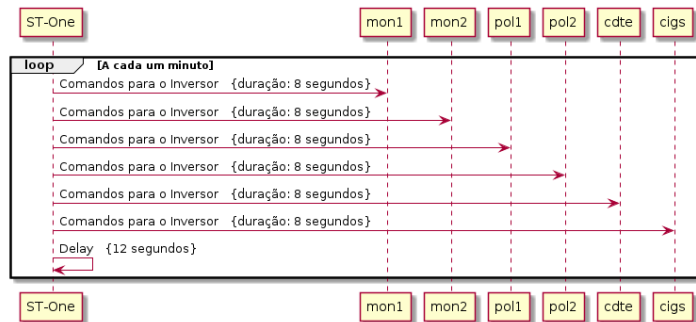 ST-One mon1 mon2 pol1 pol2 cdte cigs
loop [A cada um minuto]
Comandos para o Inversor {duração: 8 segundos}
Comandos para o Inversor {duração: 8 segundos}
Comandos para o Inversor {duração: 8 segundos}
Comandos para o Inversor {duração: 8 segundos}
Comandos para o Inversor {duração: 8 segundos}
Comandos para o Inversor {duração: 8 segundos}
Delay {12 segundos}
ST-One mon1 mon2 pol1 pol2 cdte cigs